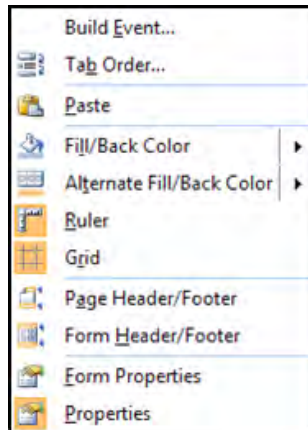 Build Event...
Tab Order...
Paste
Fill/Back Color
Alternate Fill/Back Color
Ruler
Grid
Page Header/Footer
Form Header/Footer
Form Properties
Properties